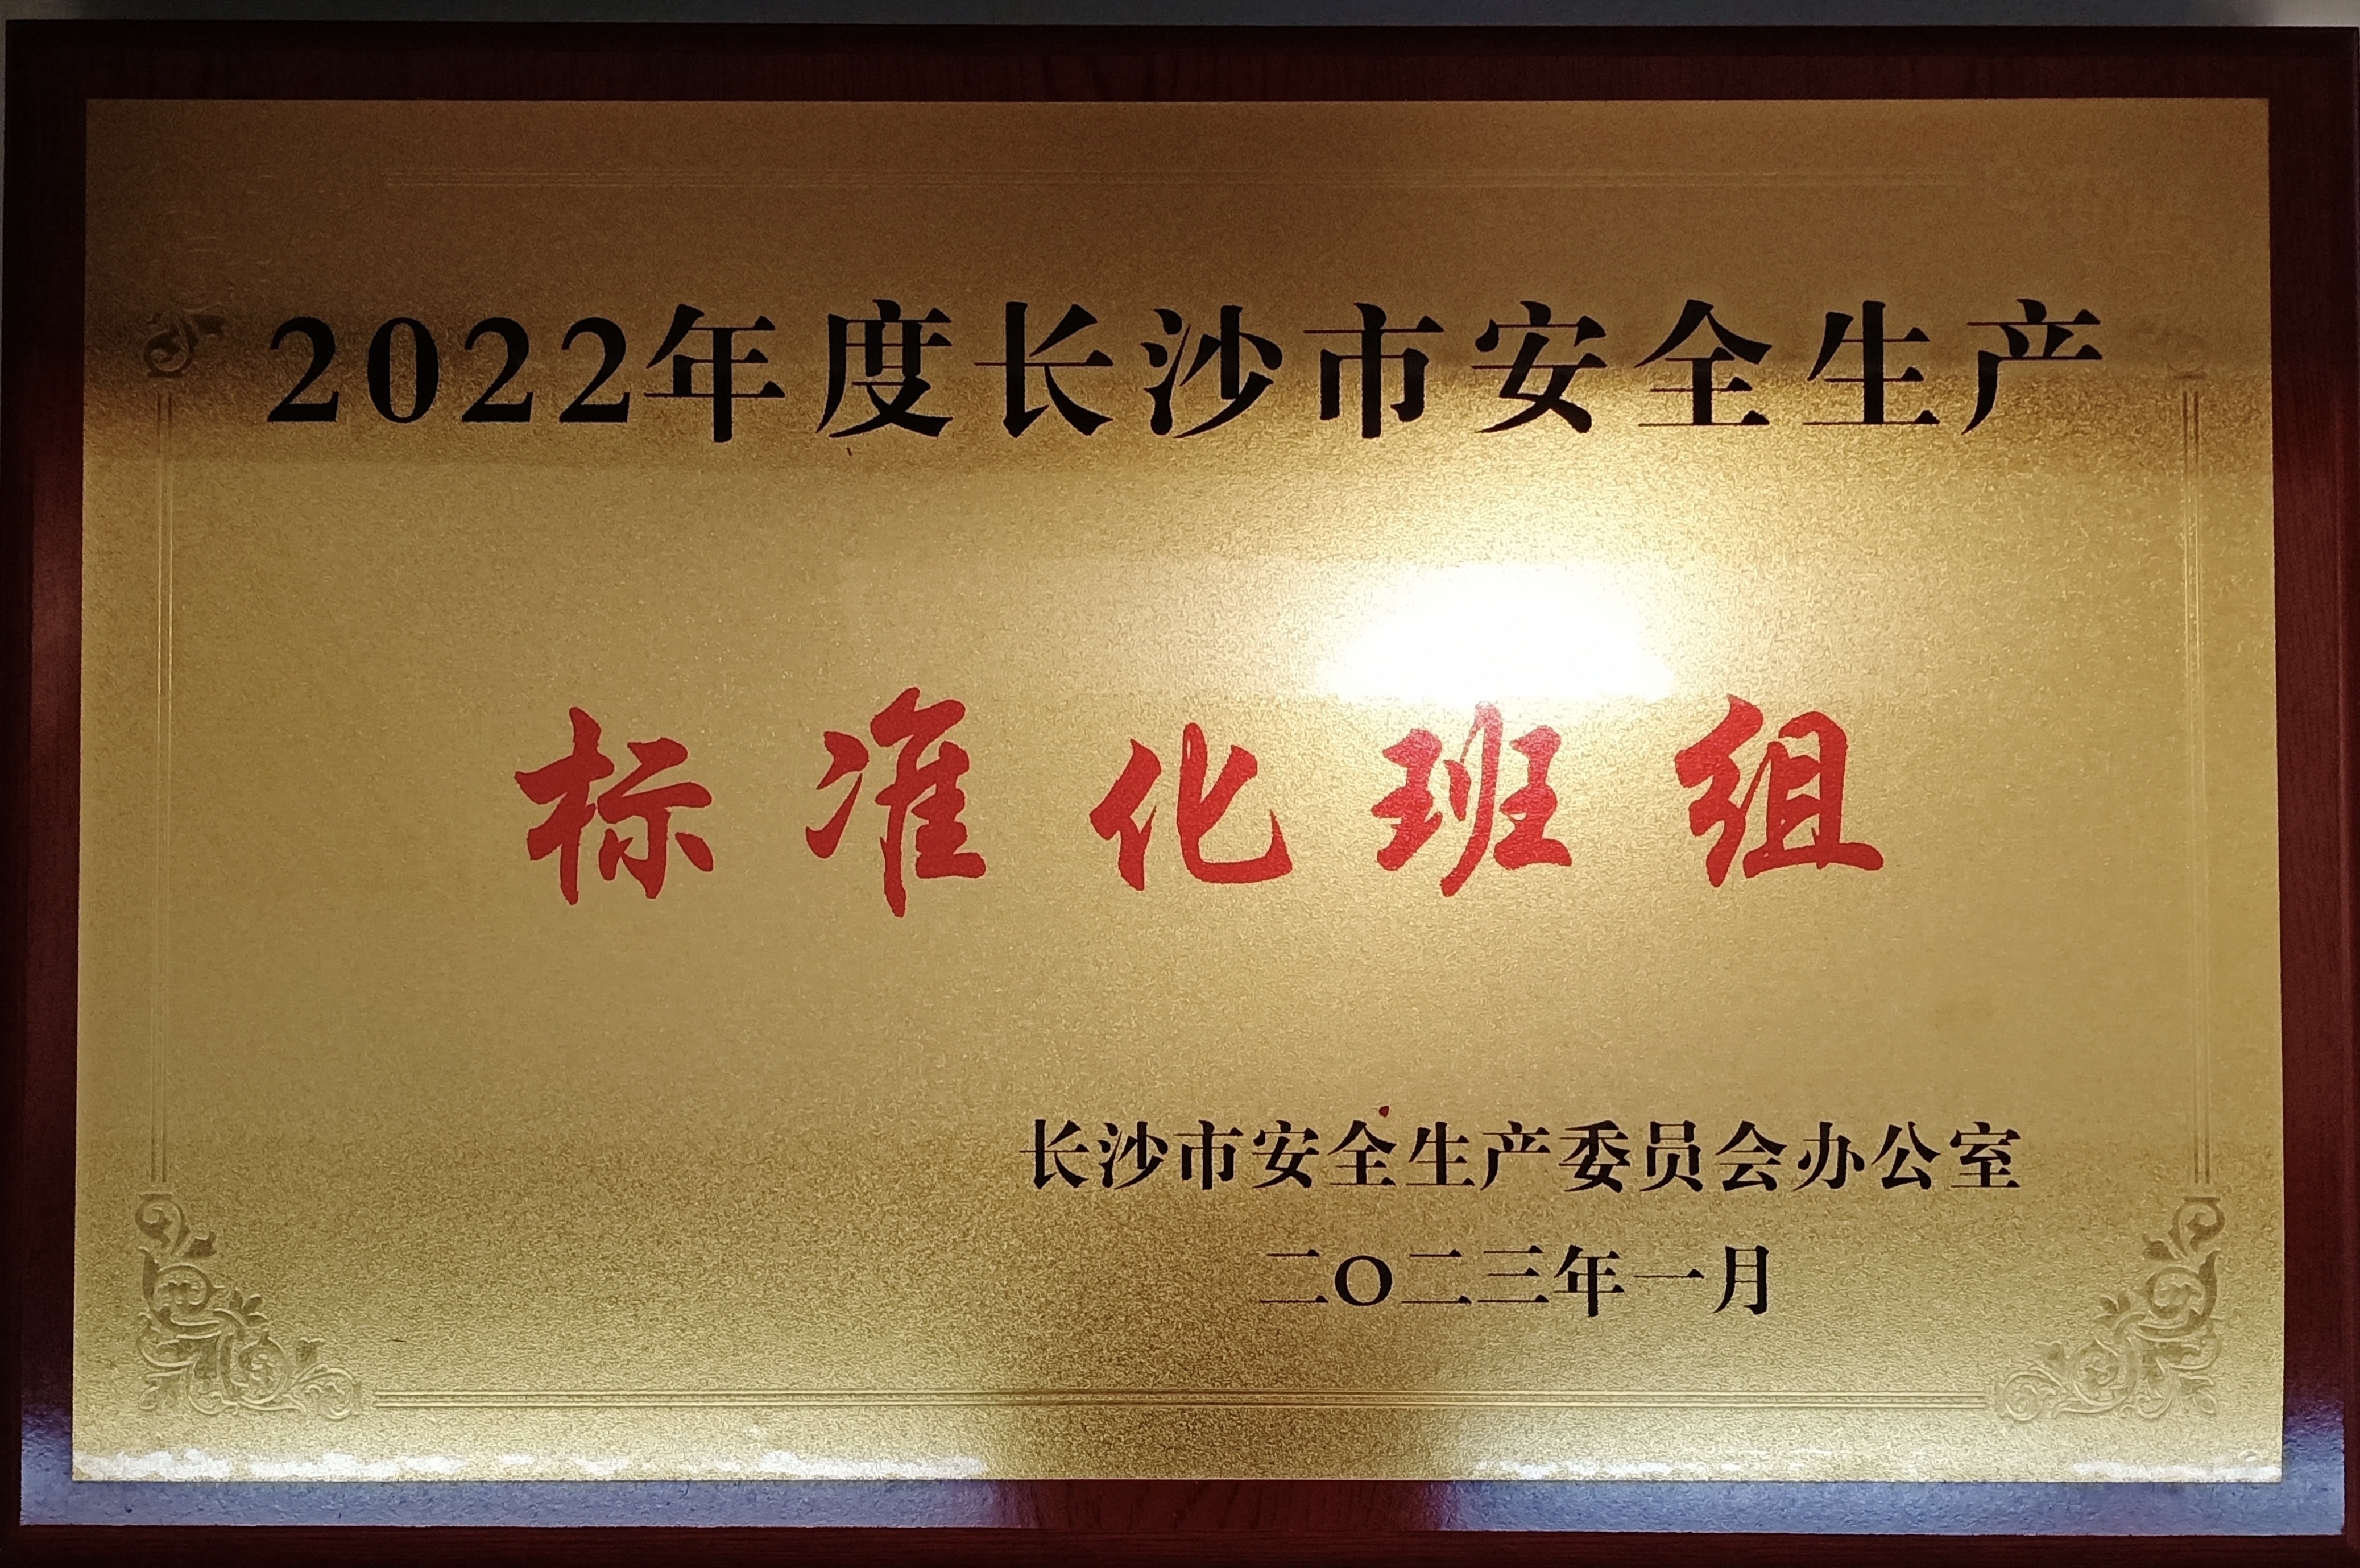 2022年度长沙市安全生产
标准化班组
长沙市安全生产委员会办公室
二〇二三年一月